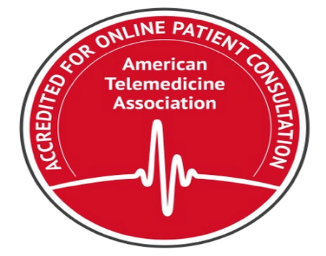 ACCREDITED FOR ONLINE PATIENT CONSULTATION
American
Telemedicine
Association